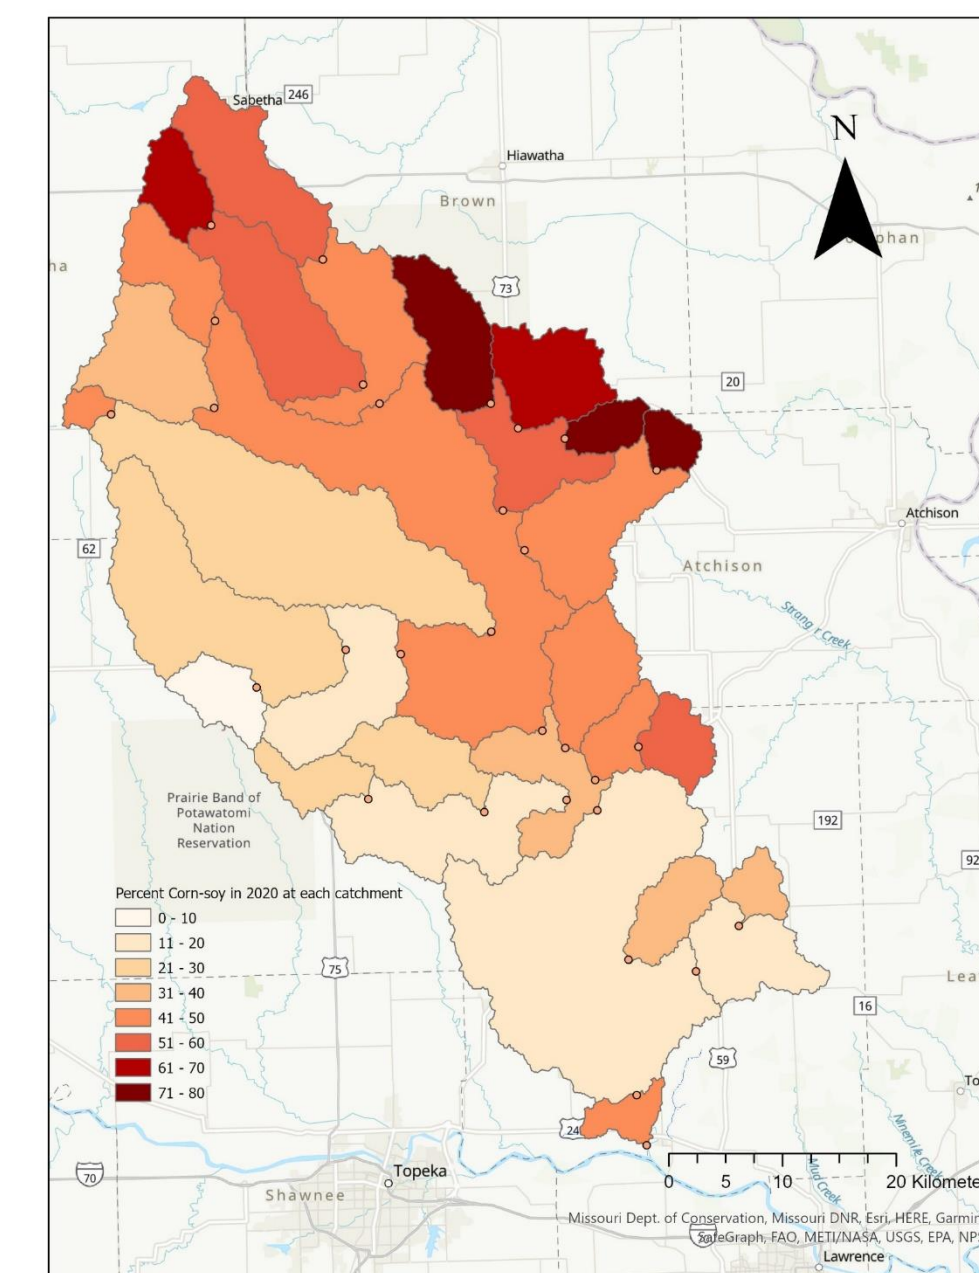 Sabetha
246
N
Hiawatha
Brown
phan
ha
73
20
Atchison
62
Atchison
Strang r Creek
Prairie Band of
Potawatomi
Nation
Reservation
192
92
Percent Corn-soy in 2020 at each catchment
0 - 10
11 - 20
21 - 30
31 - 40
41 - 50
51 - 60
61 - 70
71 - 80
75
Lea
16
59
To
24
70
Topeka
Shawnee
Mud Creek
0 5 10 20 Kilomete
Missouri Dept. of Conservation, Missouri DNR, Esri, HERE, Garmin
SafeGraph, FAO, METI/NASA, USGS, EPA, NPS
Lawrence